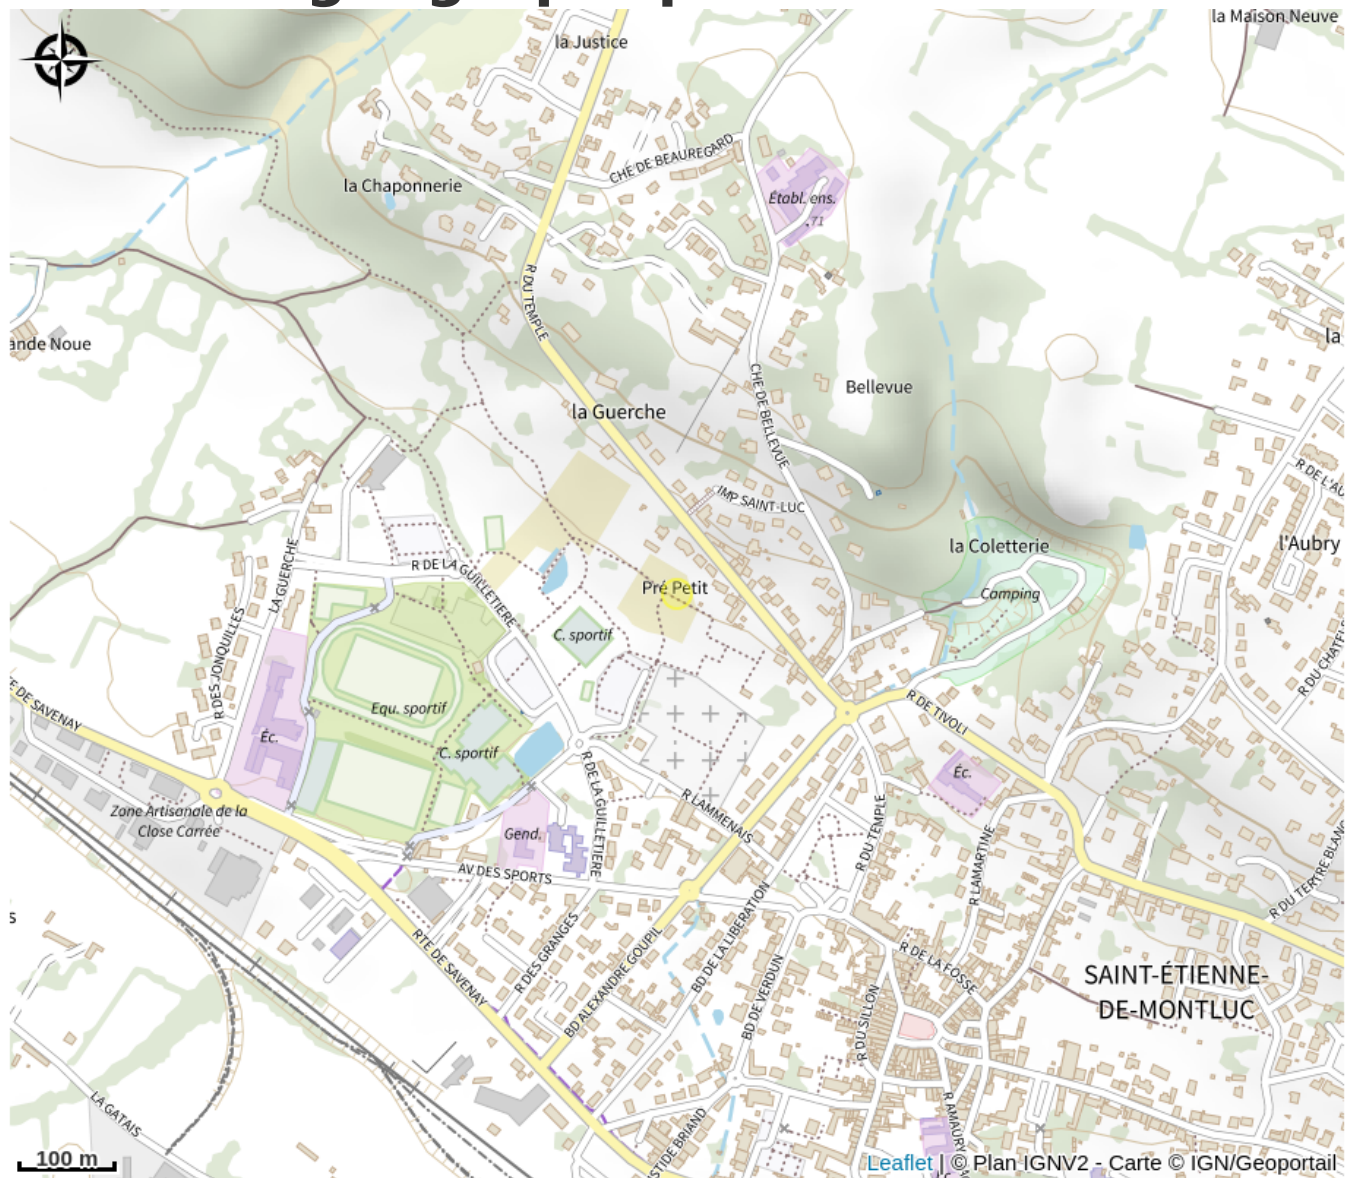 la Maison Neuve
la Justice
CHE DE BEAUREGARD
la Chaponnerie
Établ. ens.
71
R DU TEMPLE
ande Noue
la
CHE DE BELLEVUE
Bellevue
la Guerche
R DE L'AU
IMP SAINT-LUC
la Coletterie
l'Aubry
LA GUERCHE
R DE LA GUILLETIERE
Pré Petit
Camping
R DES JONQUILLES
C. sportif
R DU CHATEL
E DE SAVENAY
Equ. sportif
R DE TIVOLI
Éc.
C. sportif
R DE LA GUILLETIERE
Éc.
Zone Artisanale de la
Close Carrée
R LAMMENAIS
Gend.
R DU TEMPLE
R LAMARTINE
R DU TERTRE BLANC
AV DES SPORTS
s
RTE DE SAVENAY
R DES GRANGES
BD ALEXANDRE GOUPIL
BD DE LA LIBERATION
BD DE VERDUN
R DE LA FOSSE
SAINT-ÉTIENNE-
DE-MONTLUC
R DU SILLON
LA GATAIS
STIDE BRIAND
R AMAURY
100 m
Leaflet | © Plan IGNV2 - Carte © IGN/Geoportail